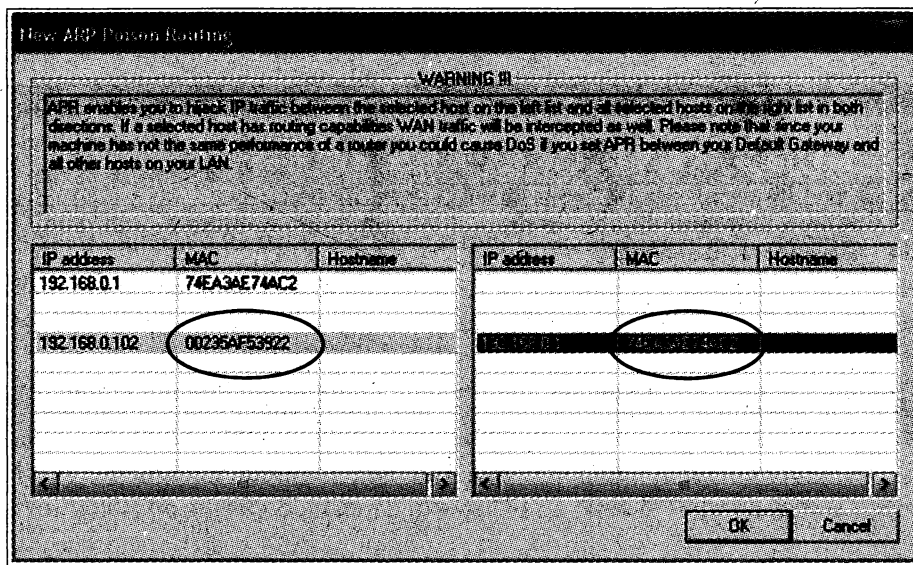 New ARP Poison Routing
WARNING !!!
APR enables you to hijack IP traffic between the selected host on the left list and all selected hosts on the right list in both
directions. If a selected host has routing capabilities WAN traffic will be intercepted as well. Please note that since your
machine has not the same performance of a router you could cause DoS if you set APR between your Default Gateway and
all other hosts on your LAN.
IP address MAC Hostname IP address MAC Hostname
192.168.0.1 74EA3AE74AC2
192.168.0.102 00235AF53922
OK Cancel